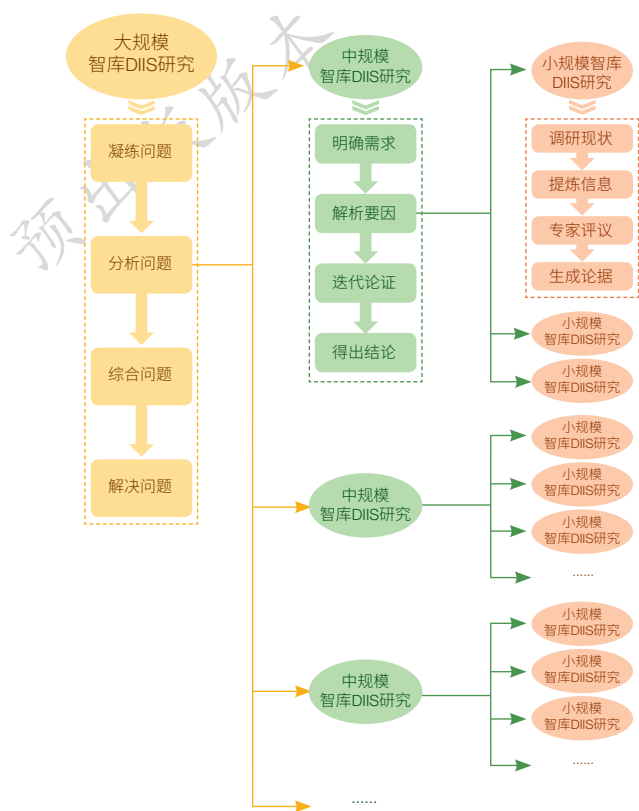 大规模
智库DIIS研究
凝练问题
分析问题
综合问题
解决问题
中规模
智库DIIS研究
明确需求
解析要因
迭代论证
得出结论
小规模智库
DIIS研究
调研现状
提炼信息
专家评议
生成论据
小规模
智库DIIS研究
小规模
智库DIIS研究
中规模
智库DIIS研究
小规模
智库DIIS研究
小规模
智库DIIS研究
小规模
智库DIIS研究
......
中规模
智库DIIS研究
小规模
智库DIIS研究
小规模
智库DIIS研究
小规模
智库DIIS研究
......
......
预出版版本